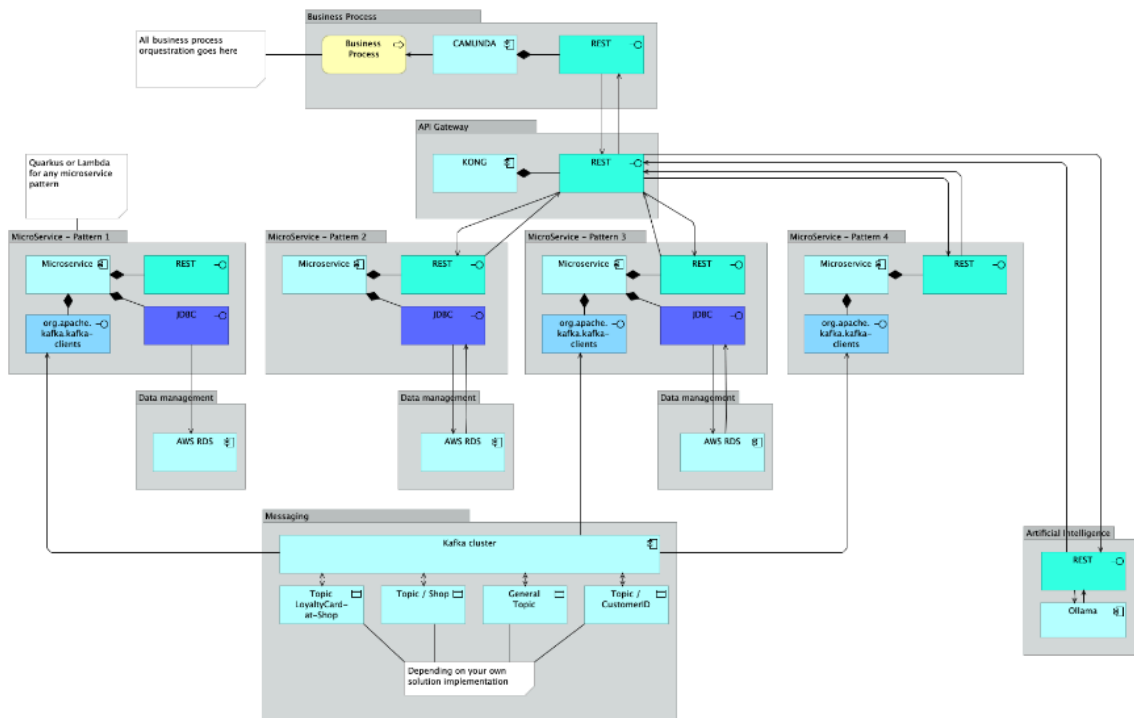 Business Process
All business process
orquestration goes here
Business
Process
CAMUNDA
REST
API Gateway
KONG
REST
Quarkus or Lambda
for any microservice
pattern
MicroService - Pattern 1
Microservice
REST
org.apache.
kafka.kafka-
clients
JDBC
MicroService - Pattern 2
Microservice
REST
JDBC
MicroService - Pattern 3
Microservice
REST
org.apache.
kafka.kafka-
clients
JDBC
MicroService - Pattern 4
Microservice
REST
org.apache.
kafka.kafka-
clients
Data management
AWS RDS
Data management
AWS RDS
Data management
AWS RDS
Messaging
Kafka cluster
Topic
LoyaltyCard-
at-Shop
Topic / Shop
General
Topic
Topic /
CustomerID
Depending on your own
solution implementation
Artificial Intelligence
REST
Ollama